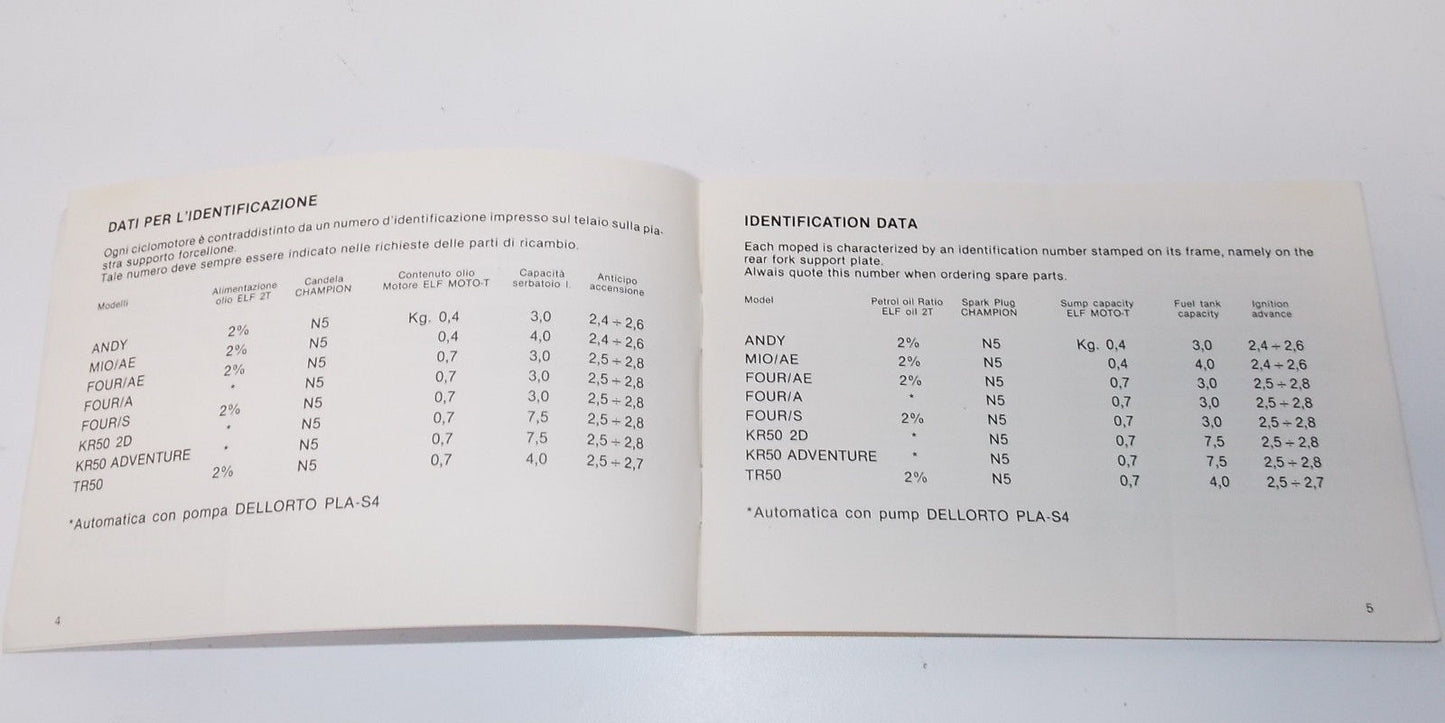 DATI PER L'IDENTIFICAZIONE
Ogni ciclomotore è contraddistinto da un numero d'identificazione impresso sul telaio sulla pia-
stra supporto forcellone.
Tale numero deve sempre essere indicato nelle richieste delle parti di ricambio.
Modelli Alimentazione olio ELF 2T Candela CHAMPION Contenuto olio Motore ELF MOTO-T Capacità serbatoio l. Anticipo accensione
ANDY 2% N5 Kg. 0,4 3,0 2,4 ÷ 2,6
MIO/AE 2% N5 0,4 4,0 2,4 ÷ 2,6
FOUR/AE 2% N5 0,7 3,0 2,5 ÷ 2,8
FOUR/A * N5 0,7 3,0 2,5 ÷ 2,8
FOUR/S 2% N5 0,7 3,0 2,5 ÷ 2,8
KR50 2D * N5 0,7 7,5 2,5 ÷ 2,8
KR50 ADVENTURE * N5 0,7 7,5 2,5 ÷ 2,8
TR50 2% N5 0,7 4,0 2,5 ÷ 2,7
*Automatica con pompa DELLORTO PLA-S4
4
IDENTIFICATION DATA
Each moped is characterized by an identification number stamped on its frame, namely on the
rear fork support plate.
Alwais quote this number when ordering spare parts.
Model Petrol oil Ratio ELF oil 2T Spark Plug CHAMPION Sump capacity ELF MOTO-T Fuel tank capacity Ignition advance
ANDY 2% N5 Kg. 0,4 3,0 2,4 ÷ 2,6
MIO/AE 2% N5 0,4 4,0 2,4 ÷ 2,6
FOUR/AE 2% N5 0,7 3,0 2,5 ÷ 2,8
FOUR/A * N5 0,7 3,0 2,5 ÷ 2,8
FOUR/S 2% N5 0,7 3,0 2,5 ÷ 2,8
KR50 2D * N5 0,7 7,5 2,5 ÷ 2,8
KR50 ADVENTURE * N5 0,7 7,5 2,5 ÷ 2,8
TR50 2% N5 0,7 4,0 2,5 ÷ 2,7
*Automatica con pump DELLORTO PLA-S4
5